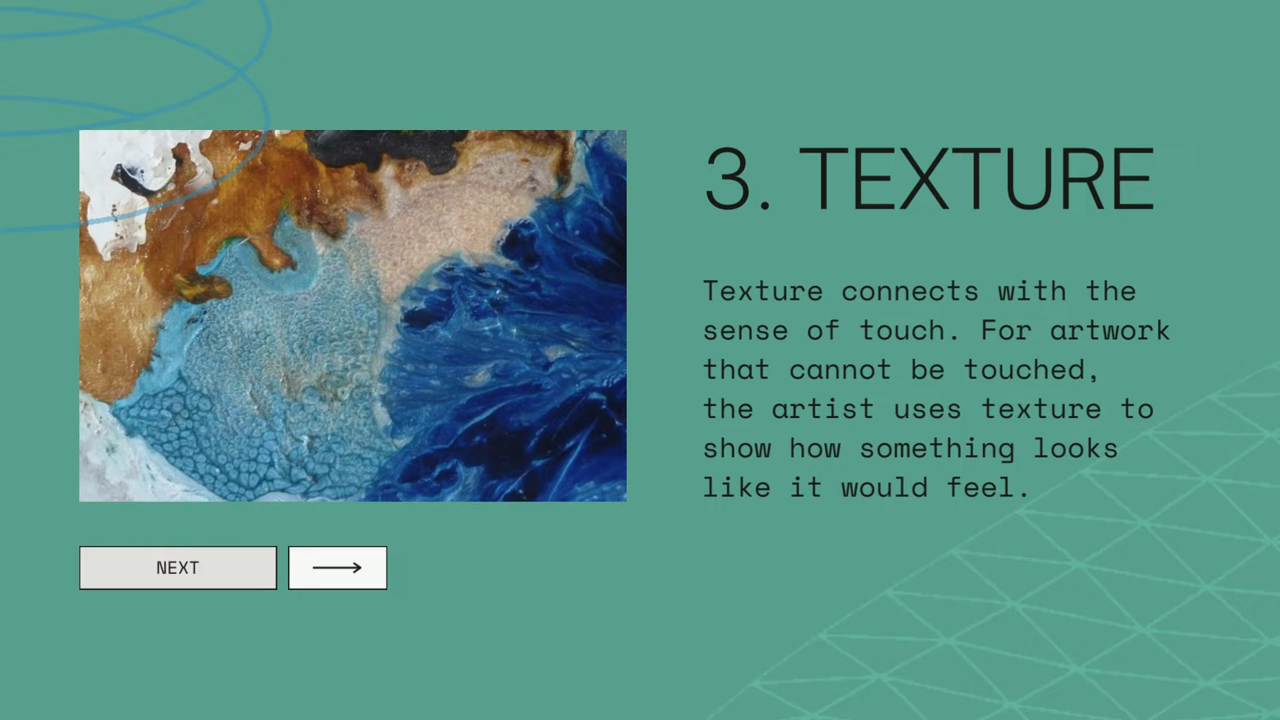 3. TEXTURE
Texture connects with the
sense of touch. For artwork
that cannot be touched,
the artist uses texture to
show how something looks
like it would feel.
NEXT